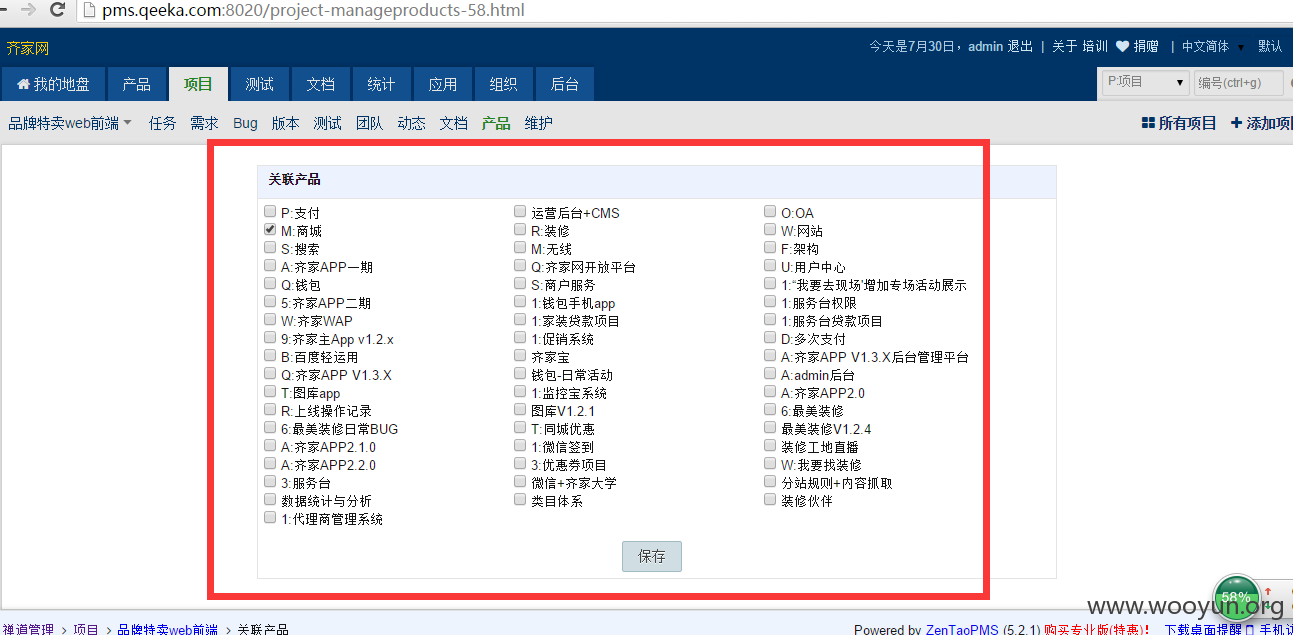 pms.qeeka.com:8020/project-manageproducts-58.html
齐家网
今天是7月30日，admin 退出 | 关于 培训 捐赠 | 中文简体 默认
我的地盘 产品 项目 测试 文档 统计 应用 组织 后台
P:项目 编号(ctrl+g)
品牌特卖web前端 任务 需求 Bug 版本 测试 团队 动态 文档 产品 维护
所有项目 添加项目
关联产品
P:支付 运营后台+CMS O:OA
M:商城 R:装修 W:网站
S:搜索 M:无线 F:架构
A:齐家APP一期 Q:齐家网开放平台 U:用户中心
Q:钱包 S:商户服务 1:“我要去现场'增加专场活动展示
5:齐家APP二期 1:钱包手机app 1:服务台权限
W:齐家WAP 1:家装贷款项目 1:服务台贷款项目
9:齐家主App v1.2.x 1:促销系统 D:多次支付
B:百度轻运用 齐家宝 A:齐家APP V1.3.X后台管理平台
Q:齐家APP V1.3.X 钱包-日常活动 A:admin后台
T:图库app 1:监控宝系统 A:齐家APP2.0
R:上线操作记录 图库V1.2.1 6:最美装修
6:最美装修日常BUG T:同城优惠 最美装修V1.2.4
A:齐家APP2.1.0 1:微信签到 装修工地直播
A:齐家APP2.2.0 3:优惠券项目 W:我要找装修
3:服务台 微信+齐家大学 分站规则+内容抓取
数据统计与分析 类目体系 装修伙伴
1:代理商管理系统
保存
58%
www.wooyun.org
禅道管理 > 项目 > 品牌特卖web前端 > 关联产品
Powered by ZenTaoPMS (5.2.1) 购买专业版(特惠)! 下载桌面提醒 手机访